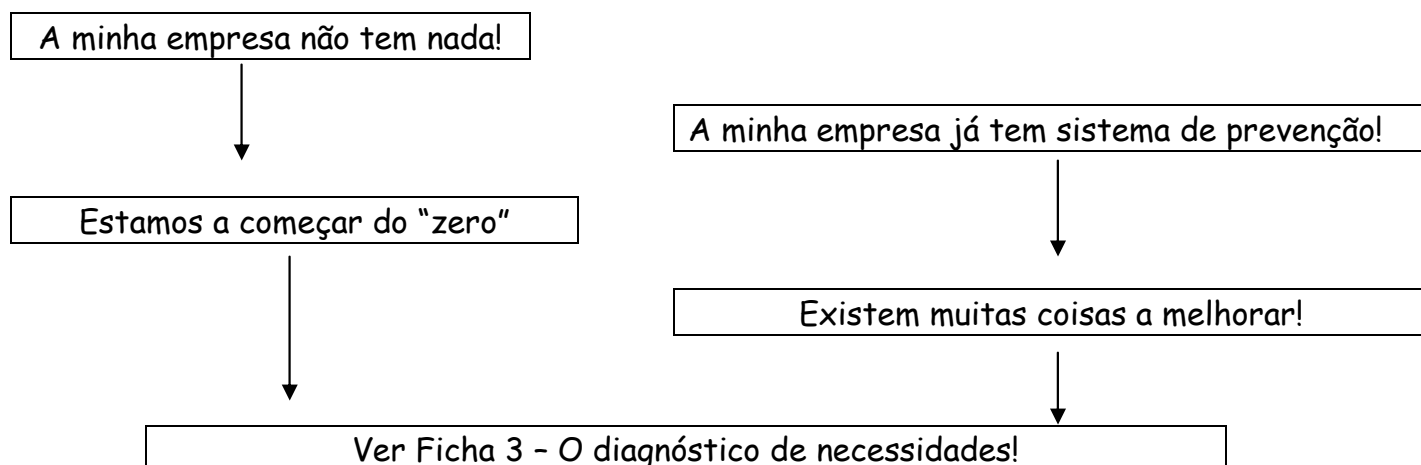 A minha empresa não tem nada!
A minha empresa já tem sistema de prevenção!
Estamos a começar do “zero”
Existem muitas coisas a melhorar!
Ver Ficha 3 – O diagnóstico de necessidades!